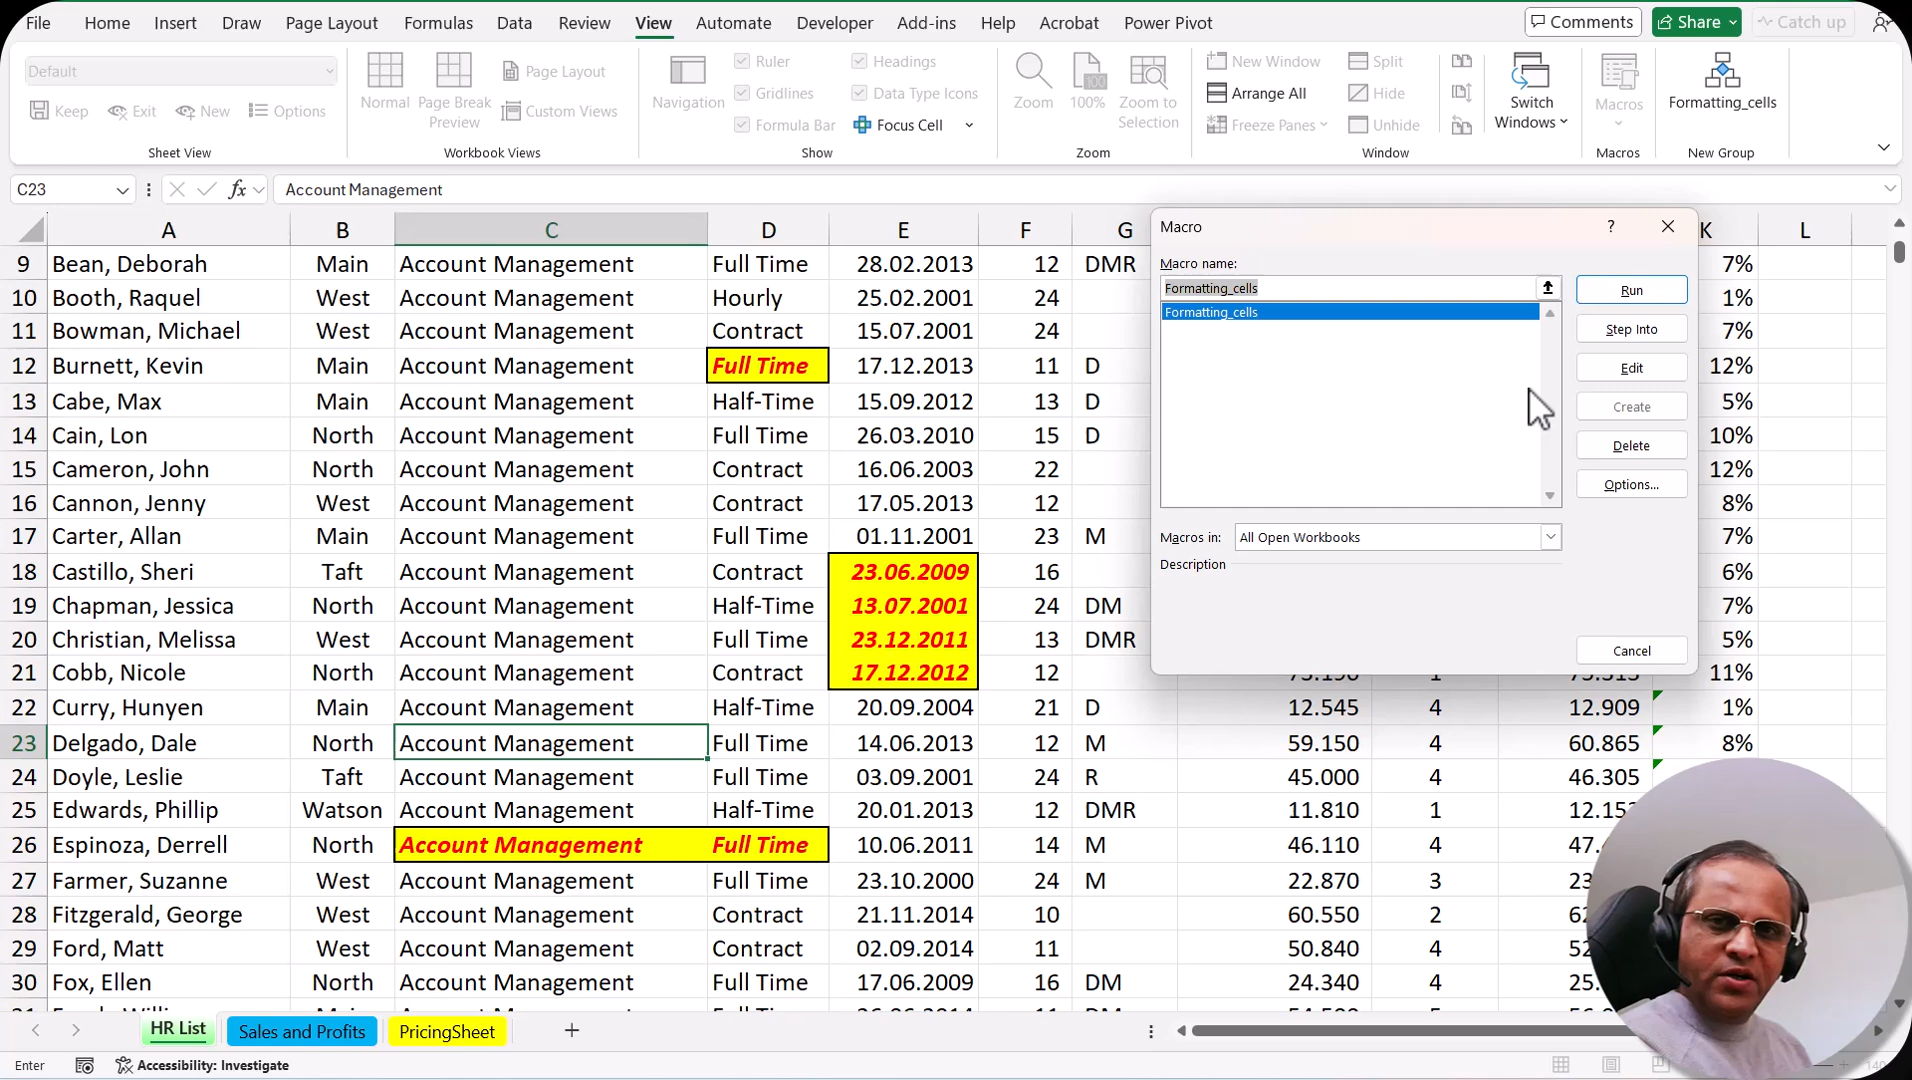 File Home Insert Draw Page Layout Formulas Data Review View Automate Developer Add-ins Help Acrobat Power Pivot Comments Share Catch up
Default
Keep Exit New Options
Sheet View
Normal Page Break Preview Page Layout Custom Views
Workbook Views
Navigation Ruler Gridlines Formula Bar Headings Data Type Icons Focus Cell
Show
Zoom 100% Zoom to Selection
Zoom
New Window Arrange All Freeze Panes Split Hide Unhide Switch Windows
Window
Macros
Macros
Formatting_cells
New Group
C23 fx Account Management
A B C D E F G K L
9 Bean, Deborah Main Account Management Full Time 28.02.2013 12 DMR 7%
10 Booth, Raquel West Account Management Hourly 25.02.2001 24 1%
11 Bowman, Michael West Account Management Contract 15.07.2001 24 7%
12 Burnett, Kevin Main Account Management Full Time 17.12.2013 11 D 12%
13 Cabe, Max Main Account Management Half-Time 15.09.2012 13 D 5%
14 Cain, Lon North Account Management Full Time 26.03.2010 15 D 10%
15 Cameron, John North Account Management Contract 16.06.2003 22 12%
16 Cannon, Jenny West Account Management Contract 17.05.2013 12 8%
17 Carter, Allan Main Account Management Full Time 01.11.2001 23 M 7%
18 Castillo, Sheri Taft Account Management Contract 23.06.2009 16 6%
19 Chapman, Jessica North Account Management Half-Time 13.07.2001 24 DM 7%
20 Christian, Melissa West Account Management Full Time 23.12.2011 13 DMR 5%
21 Cobb, Nicole North Account Management Contract 17.12.2012 12 11%
22 Curry, Hunyen Main Account Management Half-Time 20.09.2004 21 D 12.545 4 12.909 1%
23 Delgado, Dale North Account Management Full Time 14.06.2013 12 M 59.150 4 60.865 8%
24 Doyle, Leslie Taft Account Management Full Time 03.09.2001 24 R 45.000 4 46.305
25 Edwards, Phillip Watson Account Management Half-Time 20.01.2013 12 DMR 11.810 1
26 Espinoza, Derrell North Account Management Full Time 10.06.2011 14 M 46.110 4
27 Farmer, Suzanne West Account Management Full Time 23.10.2000 24 M 22.870 3
28 Fitzgerald, George West Account Management Contract 21.11.2014 10 60.550 2
29 Ford, Matt West Account Management Contract 02.09.2014 11 50.840 4
30 Fox, Ellen North Account Management Full Time 17.06.2009 16 DM 24.340 4
Macro ?
Macro name:
Formatting_cells
Formatting_cells
Run
Step Into
Edit
Create
Delete
Options...
Macros in: All Open Workbooks
Description
Cancel
HR List Sales and Profits PricingSheet
Enter Accessibility: Investigate